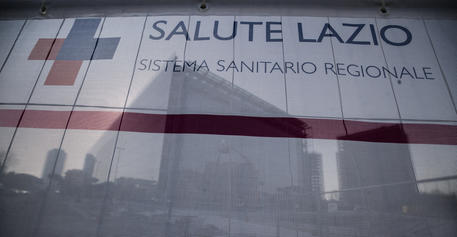 SALUTE LAZIO
SISTEMA SANITARIO REGIONALE